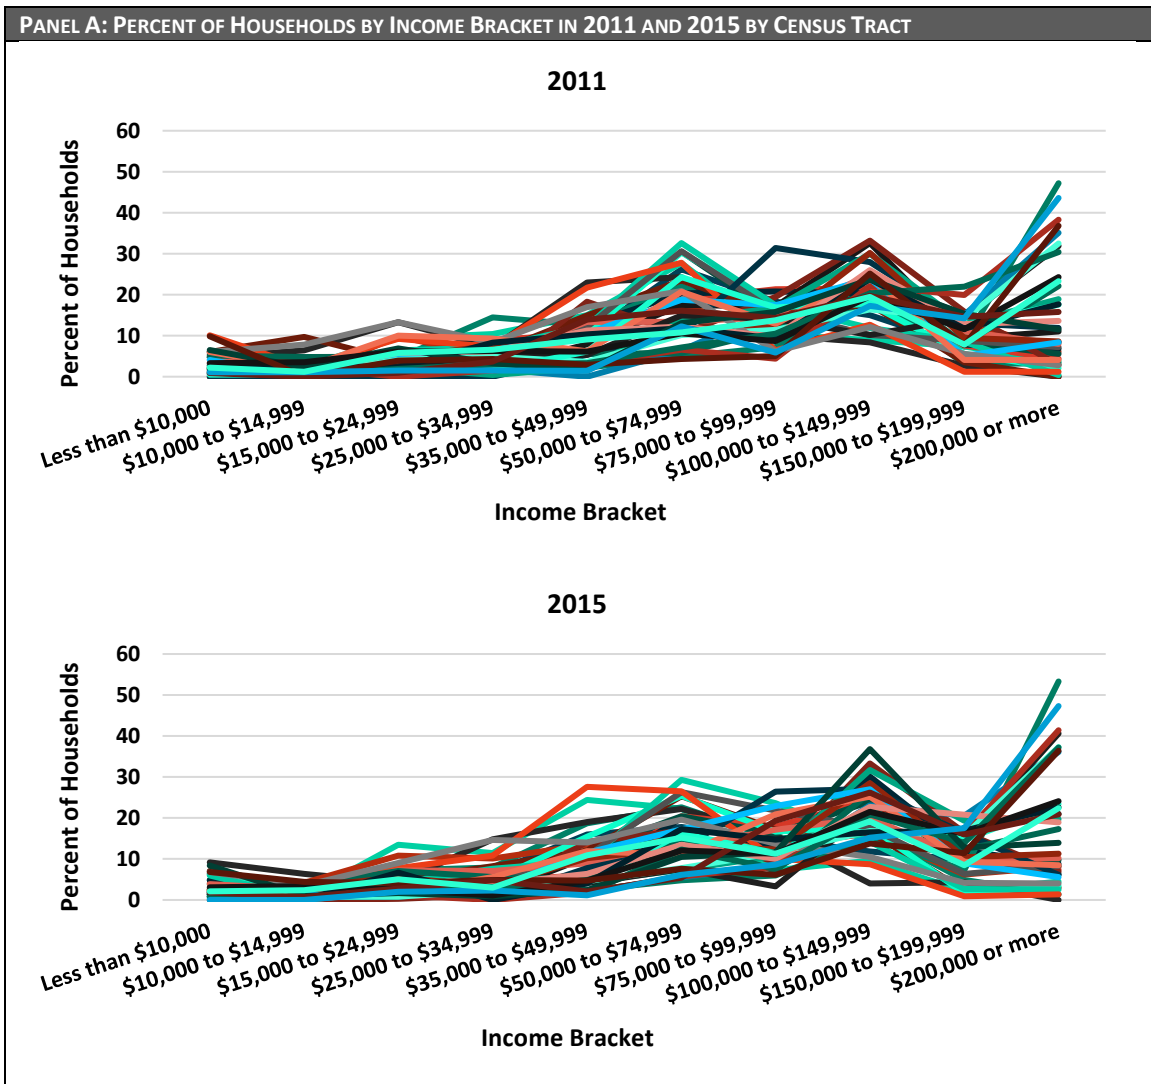 PANEL A: PERCENT OF HOUSEHOLDS BY INCOME BRACKET IN 2011 AND 2015 BY CENSUS TRACT
2011
Percent of Households
60
50
40
30
20
10
0
Less than $10,000
$10,000 to $14,999
$15,000 to $24,999
$25,000 to $34,999
$35,000 to $49,999
$50,000 to $74,999
$75,000 to $99,999
$100,000 to $149,999
$150,000 to $199,999
$200,000 or more
Income Bracket
2015
Percent of Households
60
50
40
30
20
10
0
Less than $10,000
$10,000 to $14,999
$15,000 to $24,999
$25,000 to $34,999
$35,000 to $49,999
$50,000 to $74,999
$75,000 to $99,999
$100,000 to $149,999
$150,000 to $199,999
$200,000 or more
Income Bracket